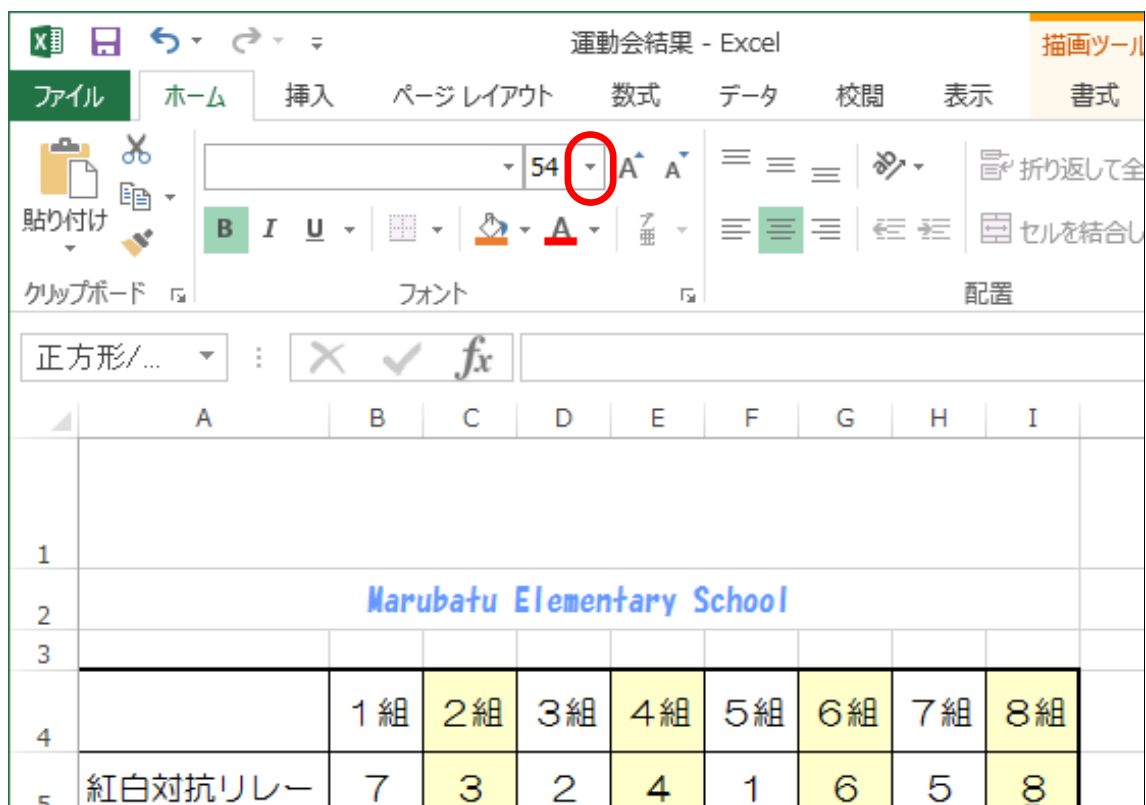 運動会結果 - Excel
描画ツール
ファイル ホーム 挿入 ページ レイアウト 数式 データ 校閲 表示 書式
54 A A
折り返して全
貼り付け
B I U A ア亜
セルを結合し
クリップボード フォント 配置
正方形/... fx
A B C D E F G H I
1
2 Marubatu Elementary School
3
4 1組 2組 3組 4組 5組 6組 7組 8組
5 紅白対抗リレー 7 3 2 4 1 6 5 8